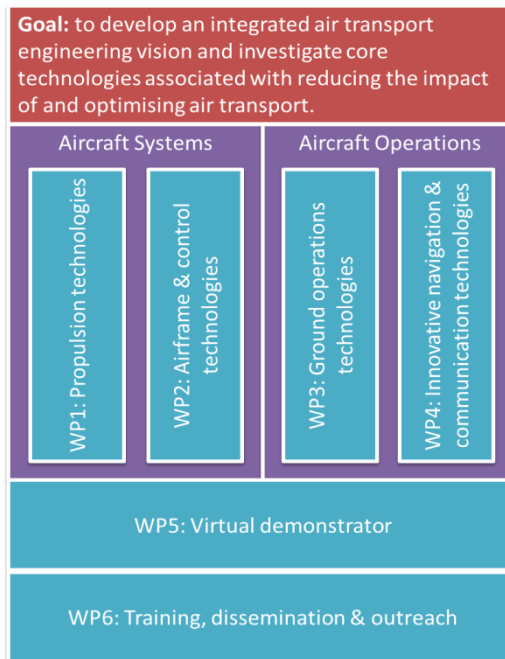 Goal: to develop an integrated air transport
engineering vision and investigate core
technologies associated with reducing the impact
of and optimising air transport.
Aircraft Systems
WP1: Propulsion technologies
WP2: Airframe & control
technologies
Aircraft Operations
WP3: Ground operations
technologies
WP4: Innovative navigation &
communication technologies
WP5: Virtual demonstrator
WP6: Training, dissemination & outreach